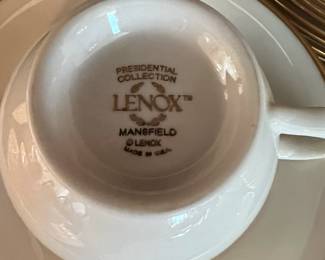 PRESIDENTIAL
COLLECTION
LENOX™
MANSFIELD
© LENOX
MADE IN U.S.A.